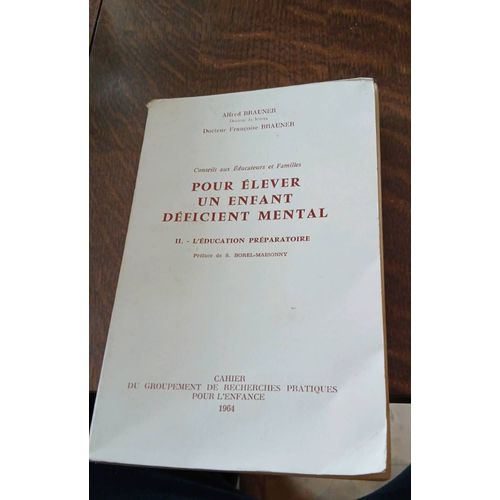 Alfred BRAUNER
Docteur ès lettres
Docteur Françoise BRAUNER
Conseils aux Éducateurs et Familles
POUR ÉLEVER
UN ENFANT
DÉFICIENT MENTAL
II. - L'ÉDUCATION PRÉPARATOIRE
Préface de S. BOREL-MAISONNY
CAHIER
DU GROUPEMENT DE RECHERCHES PRATIQUES
POUR L'ENFANCE
1964